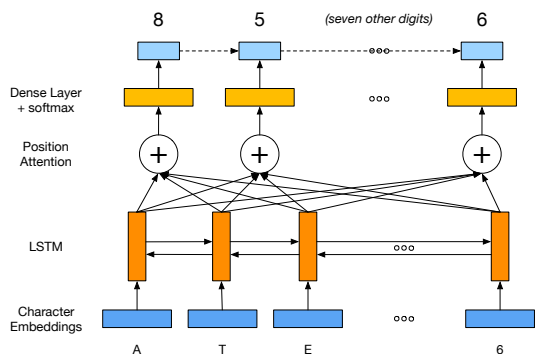 8 5 (seven other digits) 6
Dense Layer
+ softmax
Position
Attention
+ + +
LSTM
Character
Embeddings
A T E 6